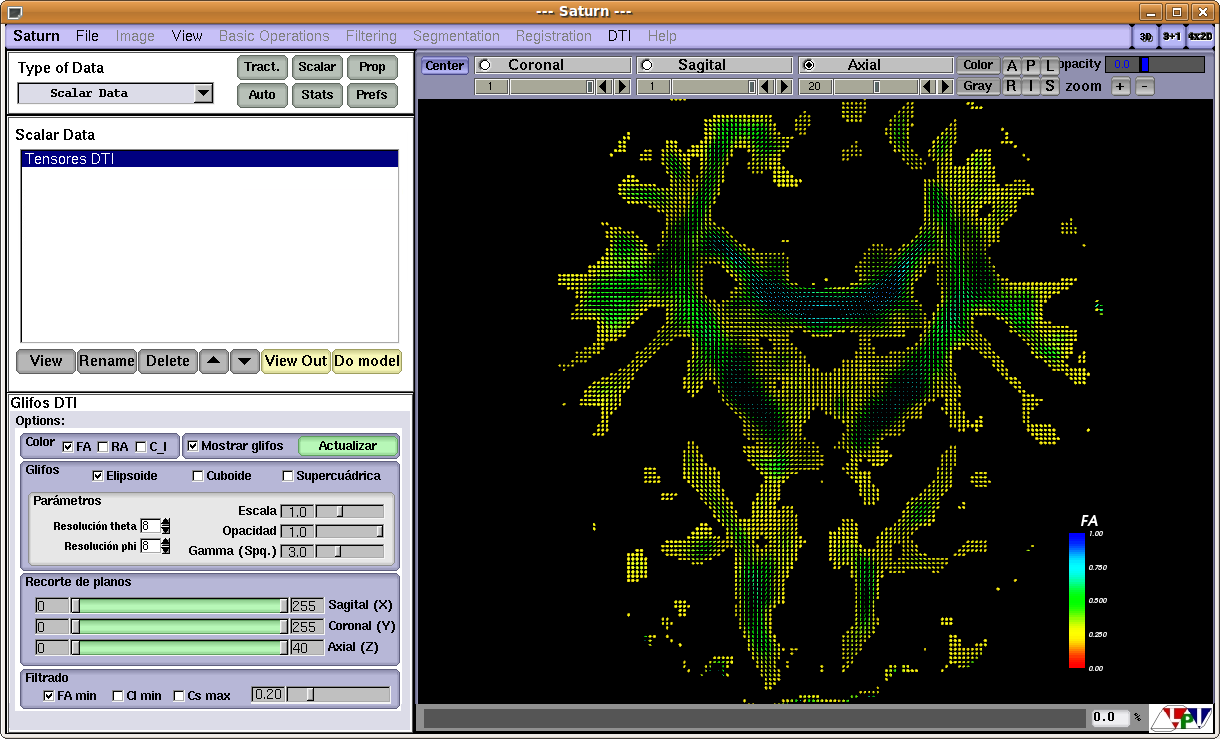 --- Saturn ---
Saturn File Image View Basic Operations Filtering Segmentation Registration DTI Help 3D 3+1 4x2D
Type of Data
Scalar Data
Tract. Scalar Prop
Auto Stats Prefs
Center Coronal Sagital Axial Color A P L opacity 0.0
1 1 20 Gray R I S zoom + -
Scalar Data
Tensores DTI
View Rename Delete View Out Do model
Glifos DTI
Options:
Color FA RA C_l Mostrar glifos Actualizar
Glifos
Elipsoide Cuboide Supercuádrica
Parámetros
Escala 1.0
Resolución theta 8
Opacidad 1.0
Resolución phi 8
Gamma (Spq.) 3.0
Recorte de planos
0 255 Sagital (X)
0 255 Coronal (Y)
0 40 Axial (Z)
Filtrado
FA min Cl min Cs max 0.20
FA
1.00
0.750
0.500
0.250
0.00
0.0 %
LPI